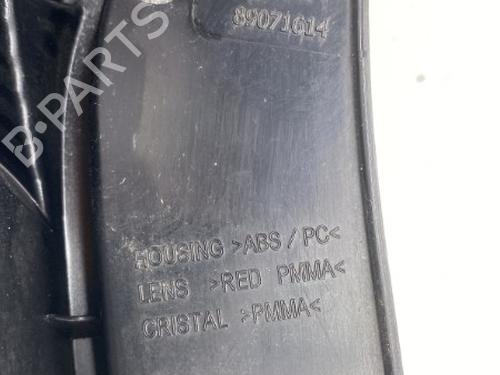 89071614
B-PARTS
HOUSING >ABS / PC<
LENS >RED PMMA<
CRISTAL >PMMA<